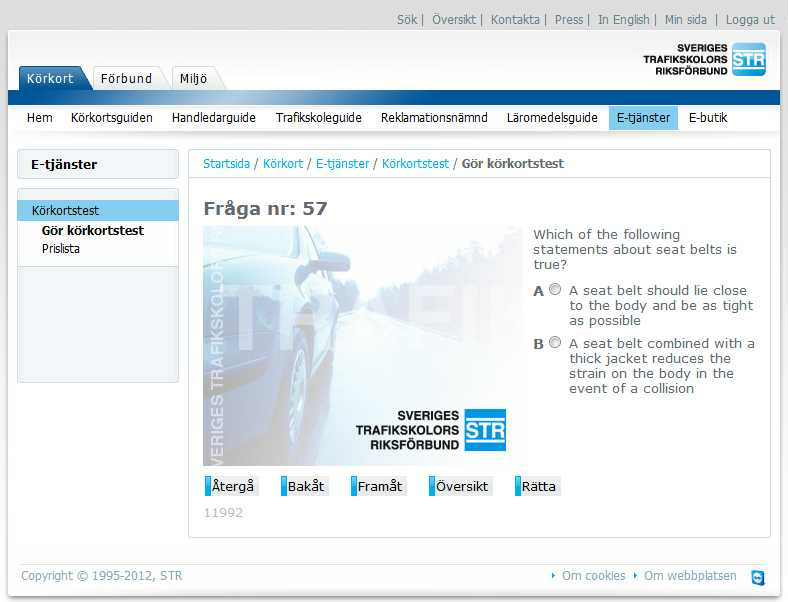 Sök | Översikt | Kontakta | Press | In English | Min sida | Logga ut
SVERIGES
TRAFIKSKOLORS
RIKSFÖRBUND
STR
Körkort Förbund Miljö
Hem Körkortsguiden Handledarguide Trafikskoleguide Reklamationsnämnd Läromedelsguide E-tjänster E-butik
E-tjänster
Körkortstest
Gör körkortstest
Prislista
Startsida / Körkort / E-tjänster / Körkortstest / Gör körkortstest
Fråga nr: 57
SVERIGES
TRAFIKSKOLORS
RIKSFÖRBUND
STR
Which of the following
statements about seat belts is
true?
A A seat belt should lie close
to the body and be as tight
as possible
B A seat belt combined with a
thick jacket reduces the
strain on the body in the
event of a collision
Återgå Bakåt Framåt Översikt Rätta
11992
Copyright © 1995-2012, STR
Om cookies Om webbplatsen